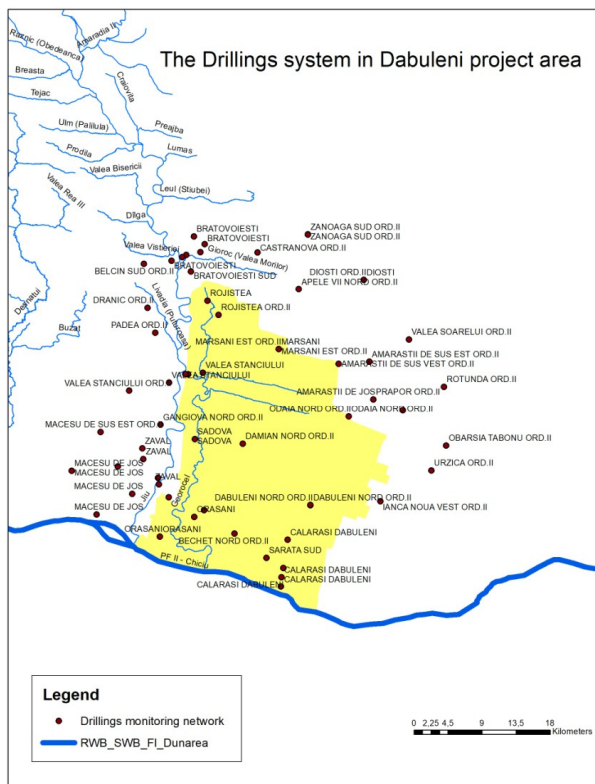 The Drillings system in Dabuleni project area
Amaradia II
Raznic (Obedeanca)
Breasta
Craiovita
Tejac
Ulm (Palilula)
Preajba
Prodila
Lumas
Valea Bisericii
Valea Rea III
Leul (Stiubei)
Dîlga
BRATOVOIESTI
BRATOVOIESTI
ZANOAGA SUD ORD.II
ZANOAGA SUD ORD.II
Valea Vistieriei
Gioroc (Valea Morilor)
CASTRANOVA ORD.II
BELCIN SUD ORD.II
BRATOVOIESTI
BRATOVOIESTI SUD
DIOSTI ORD.IIDIOSTI
APELE VII NORD ORD.II
Desnatui
DRANIC ORD.II
Livadia (Puturoasa)
ROJISTEA
ROJISTEA ORD.II
Buzat
PADEA ORD.II
MARSANI EST ORD.IIMARSANI
MARSANI EST ORD.II
VALEA SOARELUI ORD.II
AMARASTII DE SUS EST ORD.II
AMARASTII DE SUS VEST ORD.II
VALEA STANCIULUI
VALEA STANCIULUI
VALEA STANCIULUI ORD.II
ROTUNDA ORD.II
AMARASTII DE JOSPRAPOR ORD.II
ODAIA NORD ORD.IIODAIA NORD ORD.II
GANGIOVA NORD ORD.II
MACESU DE SUS EST ORD.II
SADOVA
SADOVA
DAMIAN NORD ORD.II
OBARSIA TABONU ORD.II
ZAVAL
ZAVAL
MACESU DE JOS
MACESU DE JOS
URZICA ORD.II
ZAVAL
MACESU DE JOS
Jiu
Georocel
DABULENI NORD ORD.IIDABULENI NORD ORD.II
IANCA NOUA VEST ORD.II
MACESU DE JOS
ORASANI
ORASANIORASANI
BECHET NORD ORD.II
CALARASI DABULENI
SARATA SUD
PF II - Chiciu
CALARASI DABULENI
CALARASI DABULENI
CALARASI DABULENI
Legend
Drillings monitoring network
RWB_SWB_FI_Dunarea
0 2,25 4,5 9 13,5 18
Kilometers